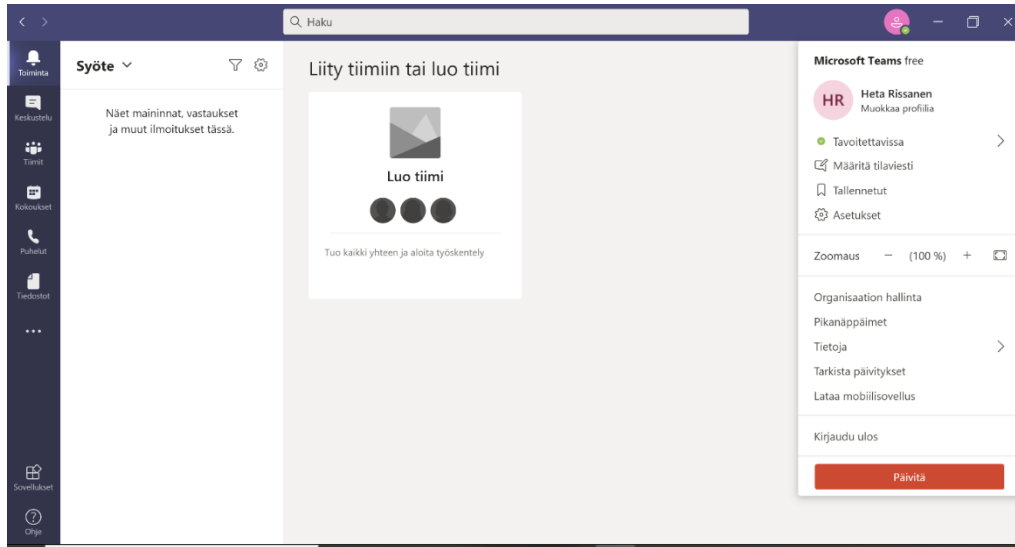 Haku
Toiminta
Keskustelu
Tiimit
Kokoukset
Puhelut
Tiedostot
Sovellukset
Ohje
Syöte
Näet maininnat, vastaukset
ja muut ilmoitukset tässä.
Liity tiimiin tai luo tiimi
Luo tiimi
Tuo kaikki yhteen ja aloita työskentely
Microsoft Teams free
HR
Heta Rissanen
Muokkaa profiilia
Tavoitettavissa
Määritä tilaviesti
Tallennetut
Asetukset
Zoomaus − (100 %) +
Organisaation hallinta
Pikanäppäimet
Tietoja
Tarkista päivitykset
Lataa mobiilisovellus
Kirjaudu ulos
Päivitä